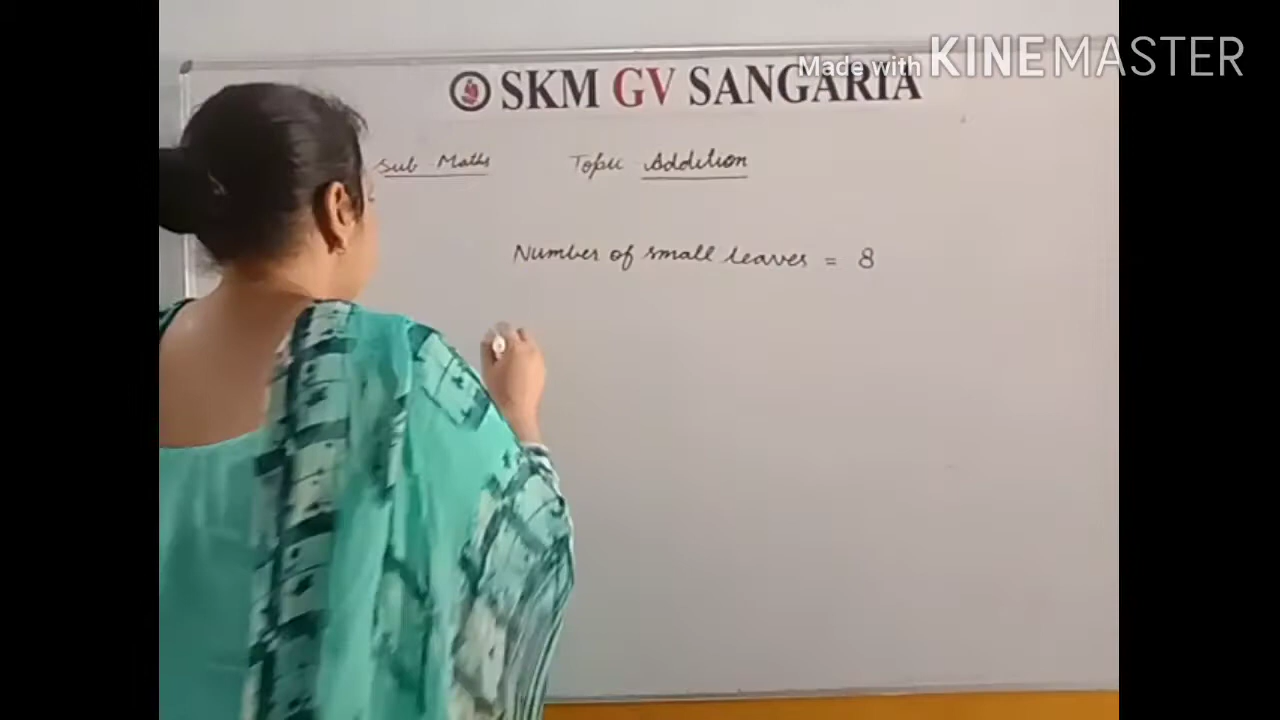 Made with KINEMASTER
SKM GV SANGARIA
Sub Maths Topic Addition
Number of small leaves = 8